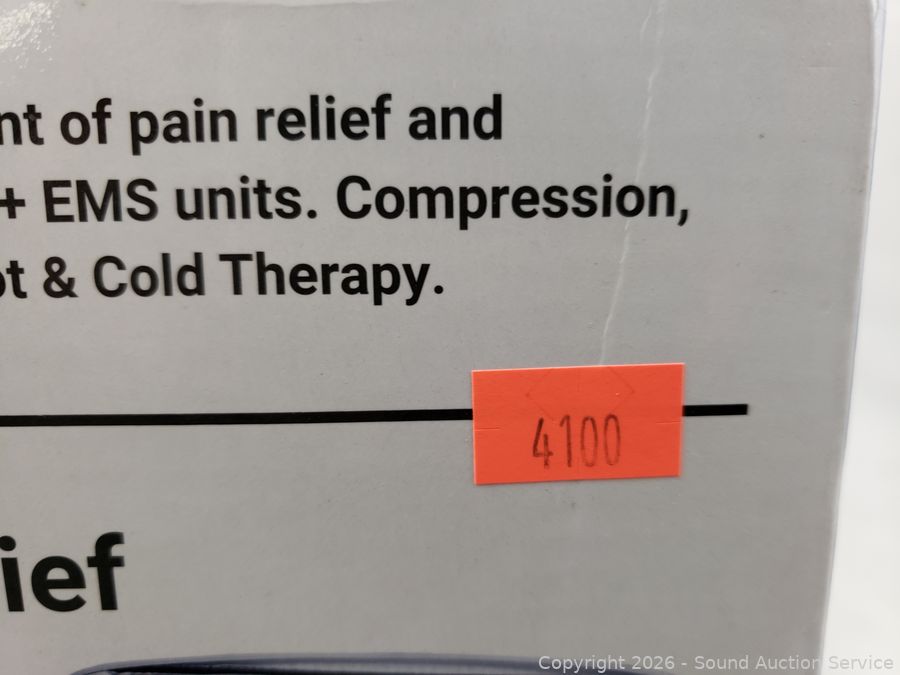 nt of pain relief and
+ EMS units. Compression,
ot & Cold Therapy.
4100
ief
Copyright 2026 - Sound Auction Service